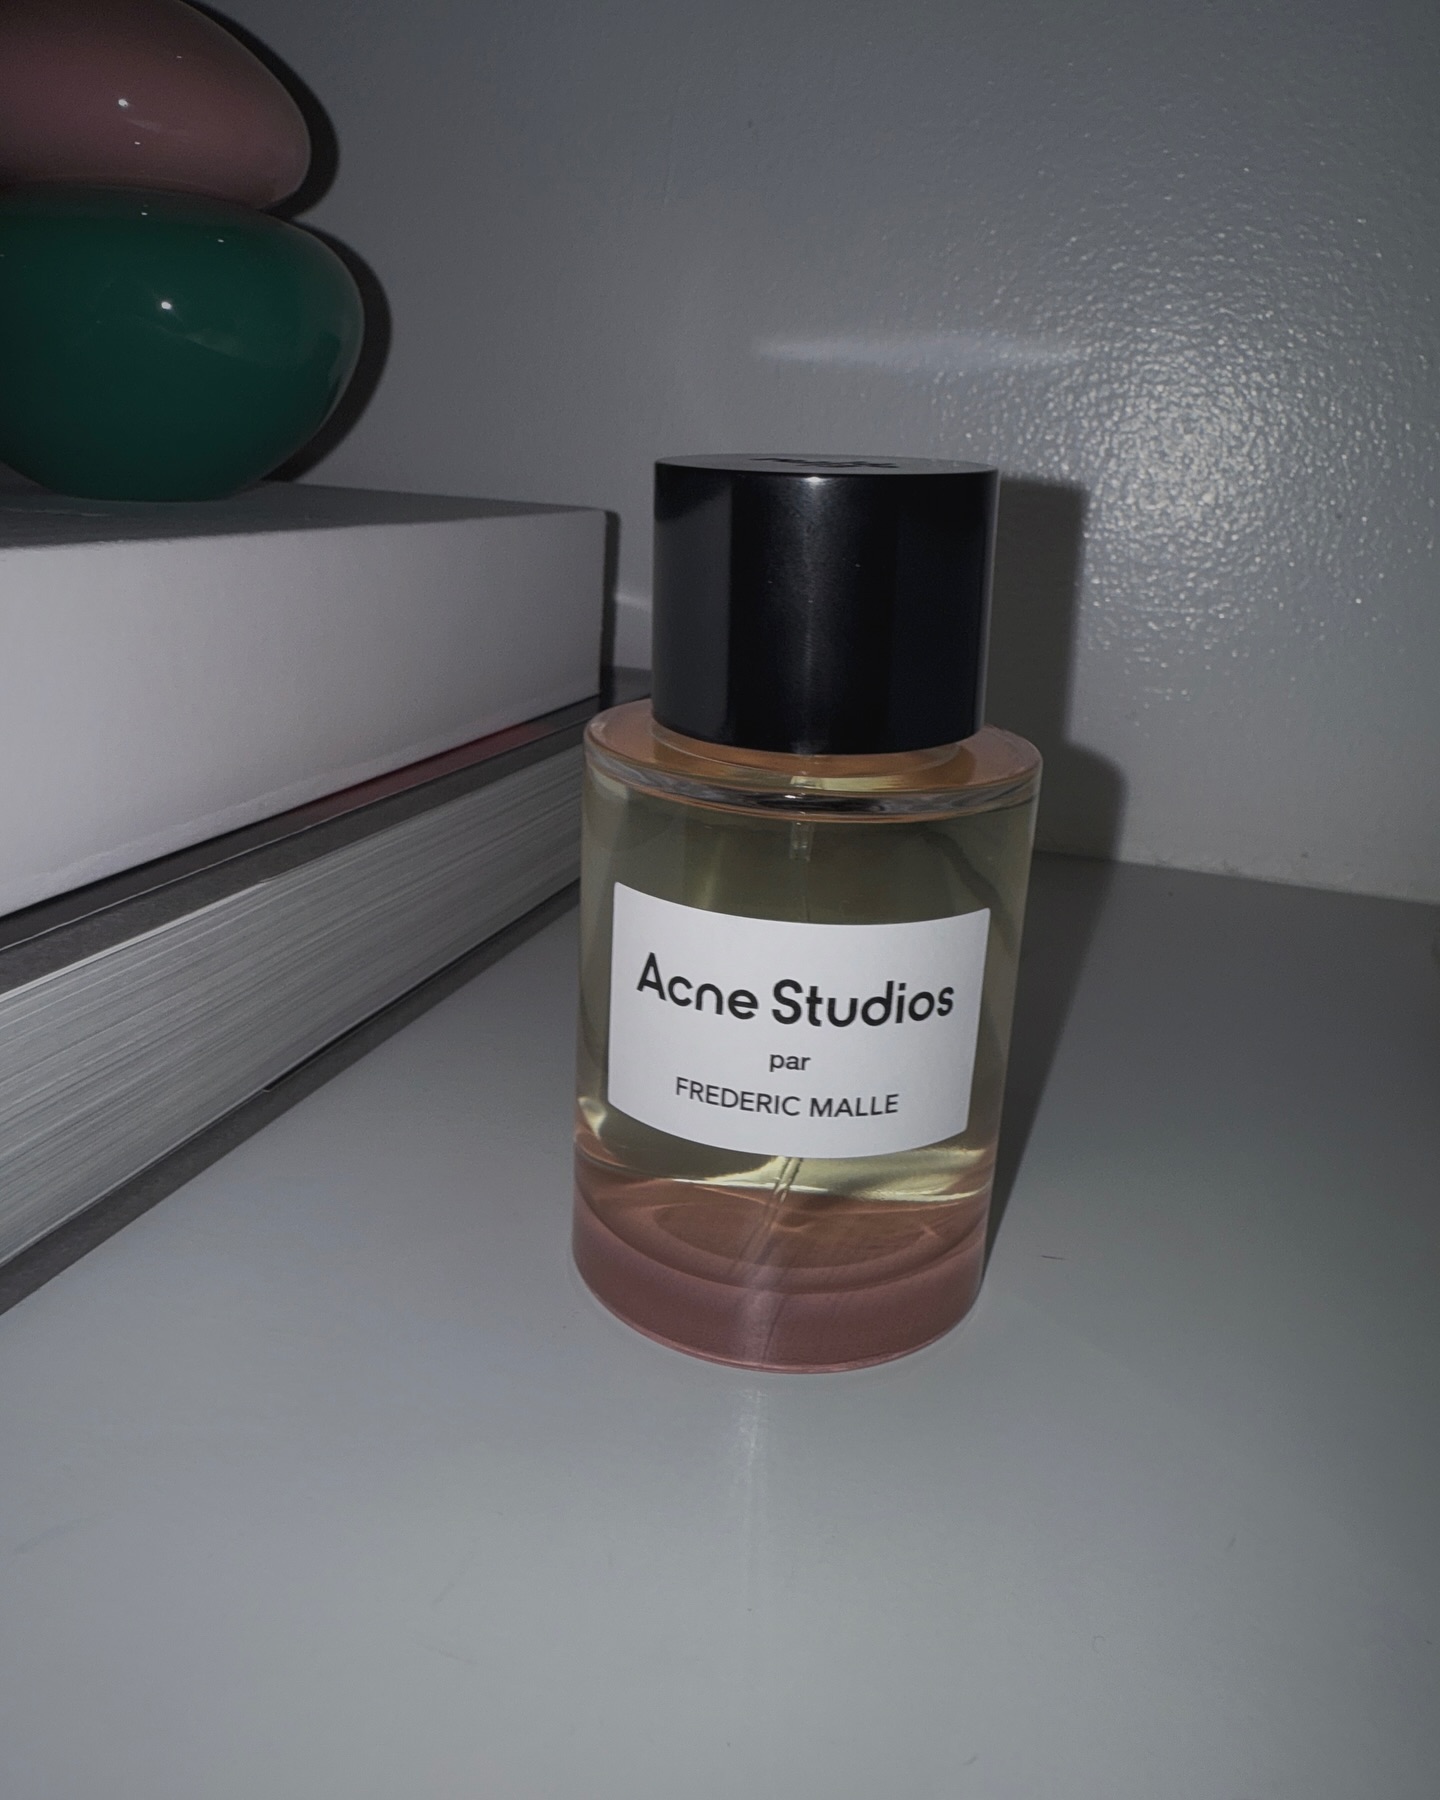 Acne Studios
par
FREDERIC MALLE